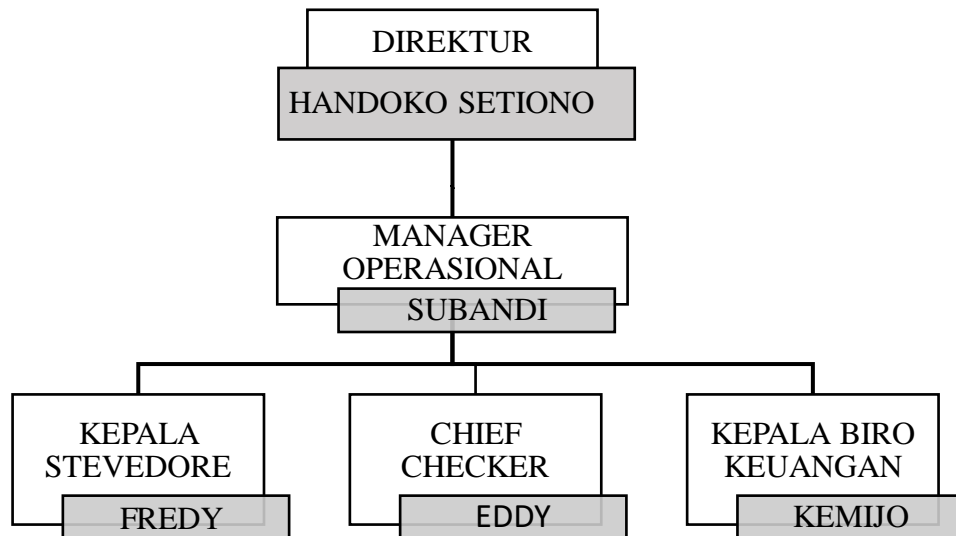 DIREKTUR
HANDOKO SETIONO
MANAGER
OPERASIONAL
SUBANDI
KEPALA
STEVEDORE
FREDY
CHIEF
CHECKER
EDDY
KEPALA BIRO
KEUANGAN
KEMIJO